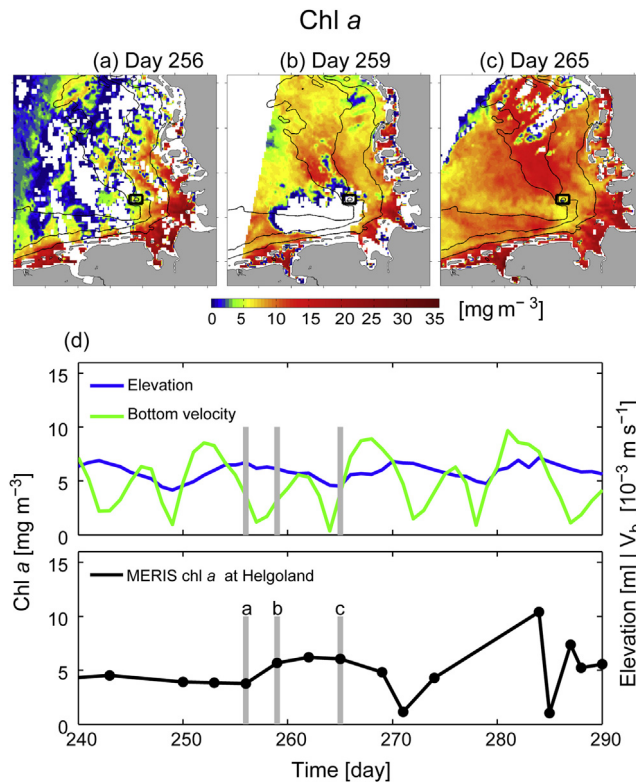 Chl a
(a) Day 256
(b) Day 259
(c) Day 265
0 5 10 15 20 25 30 35
[mg m⁻³]
(d)
15
10
5
0
Elevation
Bottom velocity
15
10
5
0
MERIS chl a at Helgoland
a
b
c
240 250 260 270 280 290
Time [day]
Chl a [mg m⁻³]
Elevation [m] | V_b [10⁻³ m s⁻¹]